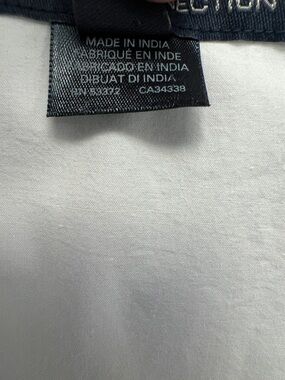 ECTION
MADE IN INDIA
FABRIQUÉ EN INDE
FABRICADO EN INDIA
DIBUAT DI INDIA
RN 53372 CA34338